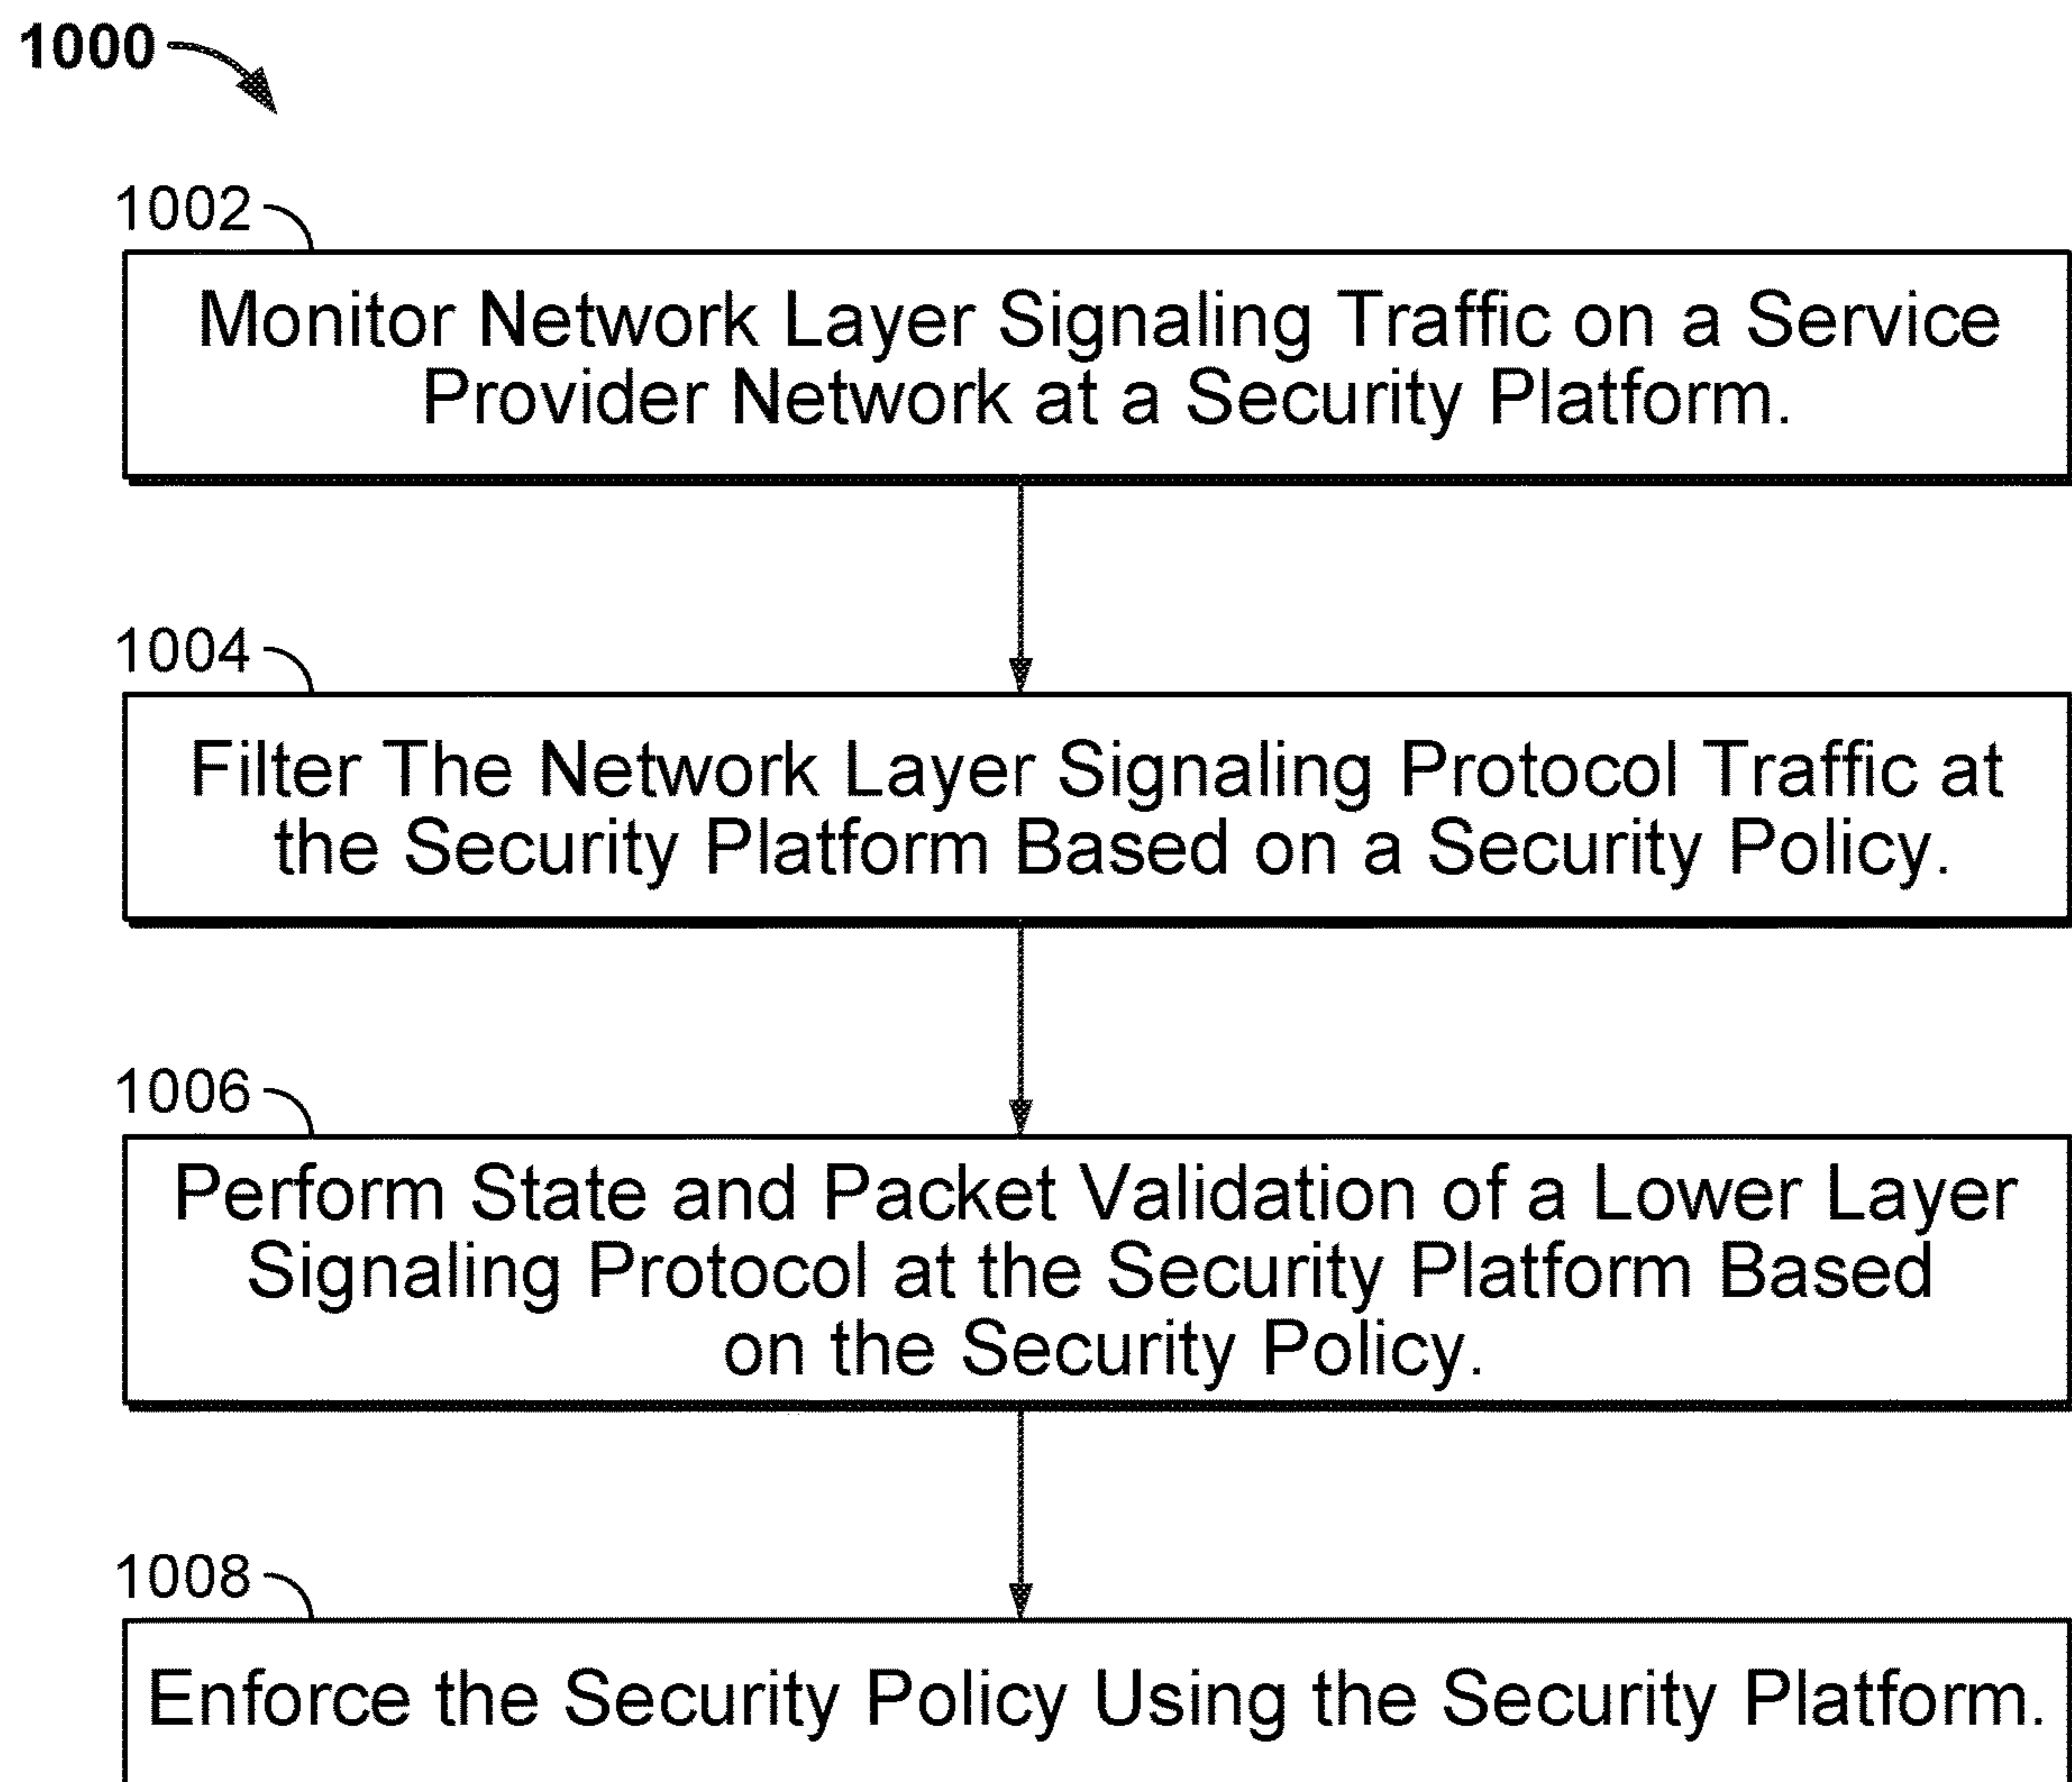 1000
1002
Monitor Network Layer Signaling Traffic on a Service
Provider Network at a Security Platform.
1004
Filter The Network Layer Signaling Protocol Traffic at
the Security Platform Based on a Security Policy.
1006
Perform State and Packet Validation of a Lower Layer
Signaling Protocol at the Security Platform Based
on the Security Policy.
1008
Enforce the Security Policy Using the Security Platform.